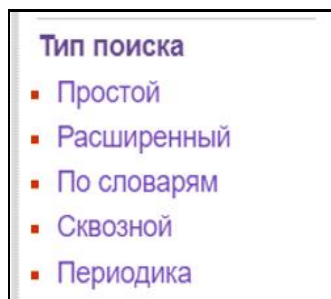 Тип поиска
Простой
Расширенный
По словарям
Сквозной
Периодика